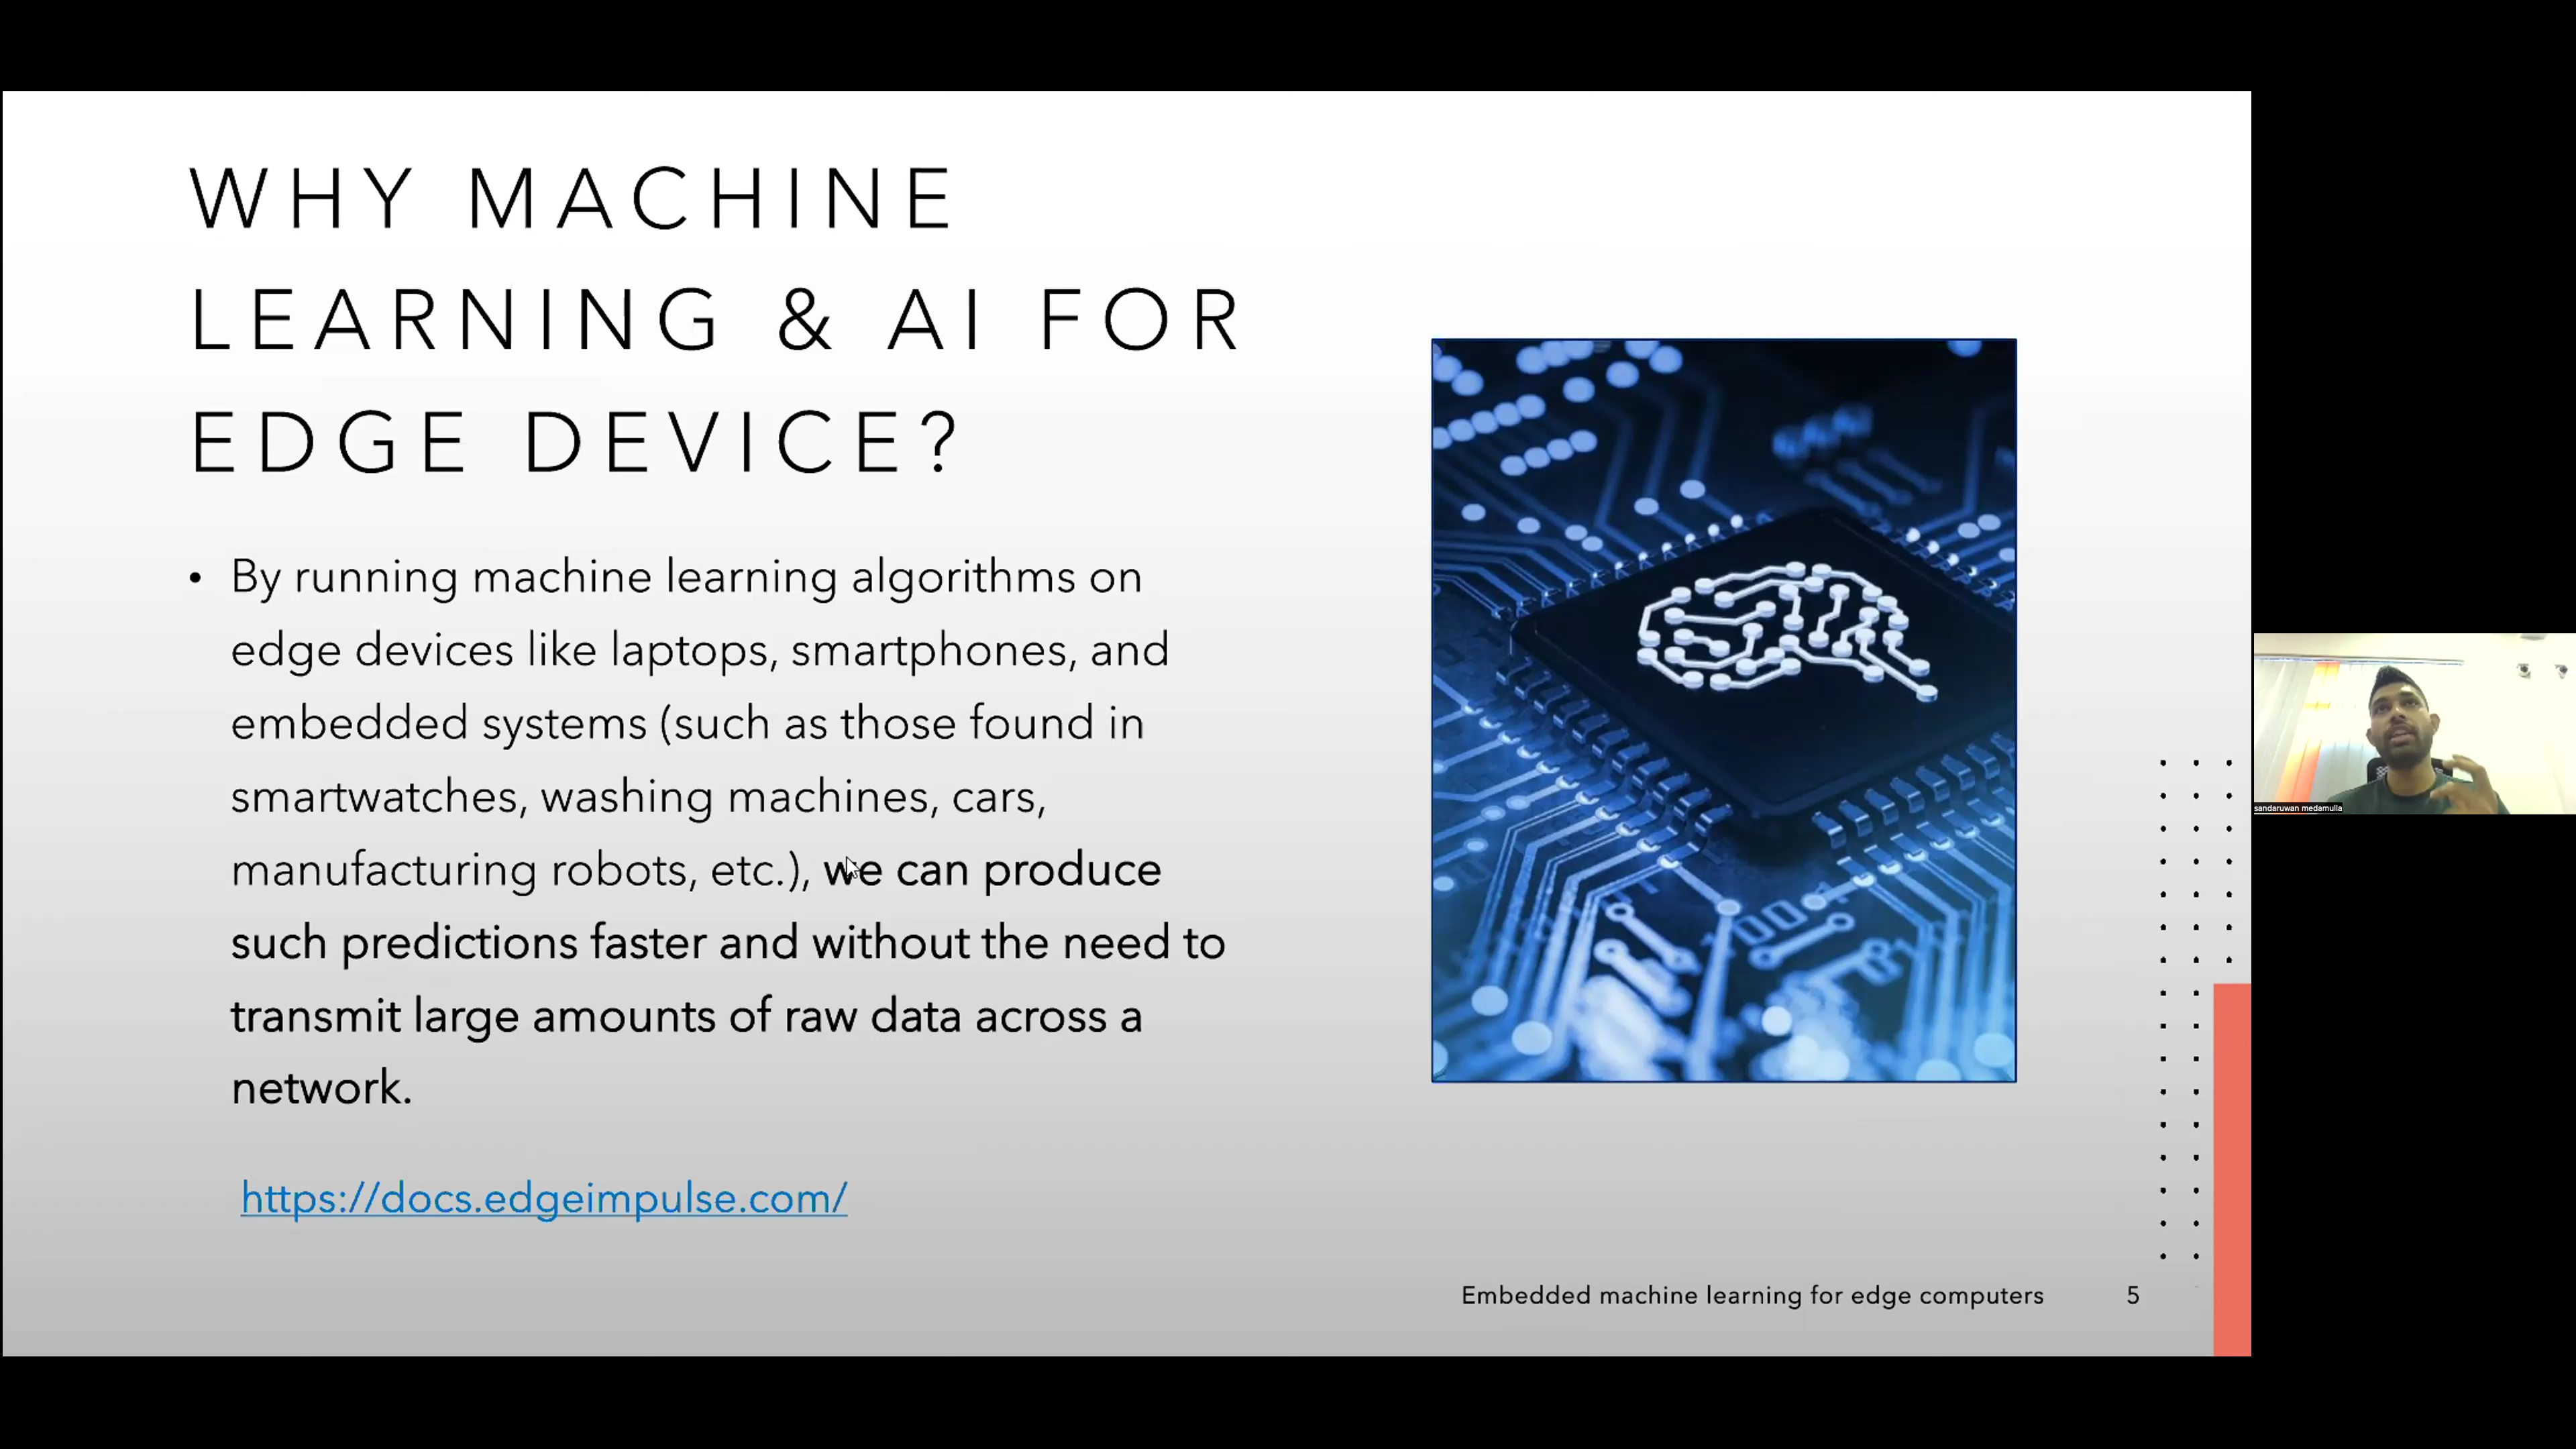 WHY MACHINE
LEARNING & AI FOR
EDGE DEVICE?
• By running machine learning algorithms on
edge devices like laptops, smartphones, and
embedded systems (such as those found in
smartwatches, washing machines, cars,
manufacturing robots, etc.), we can produce
such predictions faster and without the need to
transmit large amounts of raw data across a
network.
https://docs.edgeimpulse.com/
Embedded machine learning for edge computers 5
sandaruwan medamulla